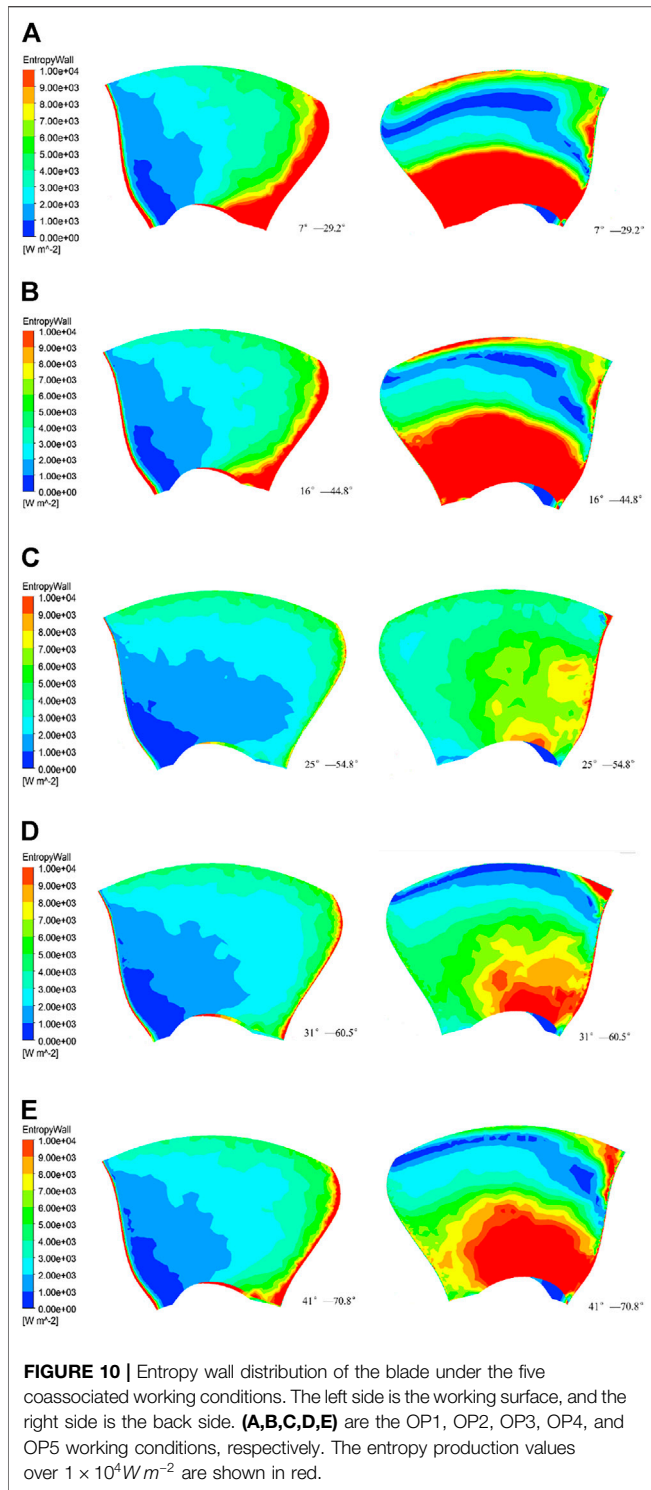 A
EntropyWall
1.00e+04
9.00e+03
8.00e+03
7.00e+03
6.00e+03
5.00e+03
4.00e+03
3.00e+03
2.00e+03
1.00e+03
0.00e+00
[W m^-2]
7° —29.2°
7° —29.2°
B
EntropyWall
1.00e+04
9.00e+03
8.00e+03
7.00e+03
6.00e+03
5.00e+03
4.00e+03
3.00e+03
2.00e+03
1.00e+03
0.00e+00
[W m^-2]
16° —44.8°
16° —44.8°
C
EntropyWall
1.00e+04
9.00e+03
8.00e+03
7.00e+03
6.00e+03
5.00e+03
4.00e+03
3.00e+03
2.00e+03
1.00e+03
0.00e+00
[W m^-2]
25° —54.8°
25° —54.8°
D
EntropyWall
1.00e+04
9.00e+03
8.00e+03
7.00e+03
6.00e+03
5.00e+03
4.00e+03
3.00e+03
2.00e+03
1.00e+03
0.00e+00
[W m^-2]
31° —60.5°
31° —60.5°
E
EntropyWall
1.00e+04
9.00e+03
8.00e+03
7.00e+03
6.00e+03
5.00e+03
4.00e+03
3.00e+03
2.00e+03
1.00e+03
0.00e+00
[W m^-2]
41° —70.8°
41° —70.8°
FIGURE 10 | Entropy wall distribution of the blade under the five
coassociated working conditions. The left side is the working surface, and the
right side is the back side. (A,B,C,D,E) are the OP1, OP2, OP3, OP4, and
OP5 working conditions, respectively. The entropy production values
over 1 × 10⁴W m⁻² are shown in red.